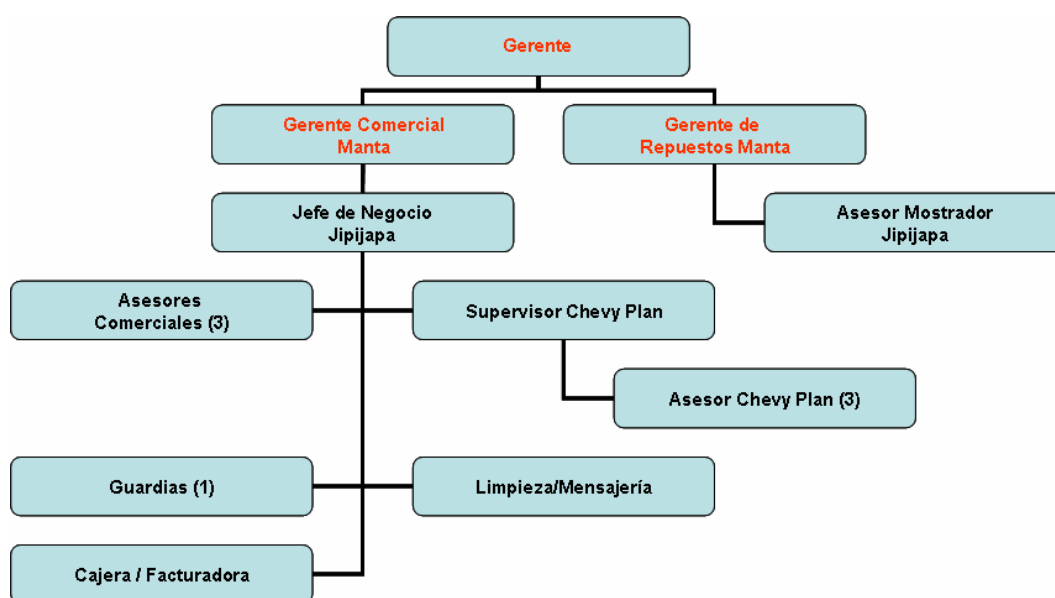 Gerente
Gerente Comercial
Manta
Gerente de
Repuestos Manta
Jefe de Negocio
Jipijapa
Asesor Mostrador
Jipijapa
Asesores
Comerciales (3)
Supervisor Chevy Plan
Asesor Chevy Plan (3)
Guardias (1)
Limpieza/Mensajería
Cajera / Facturadora